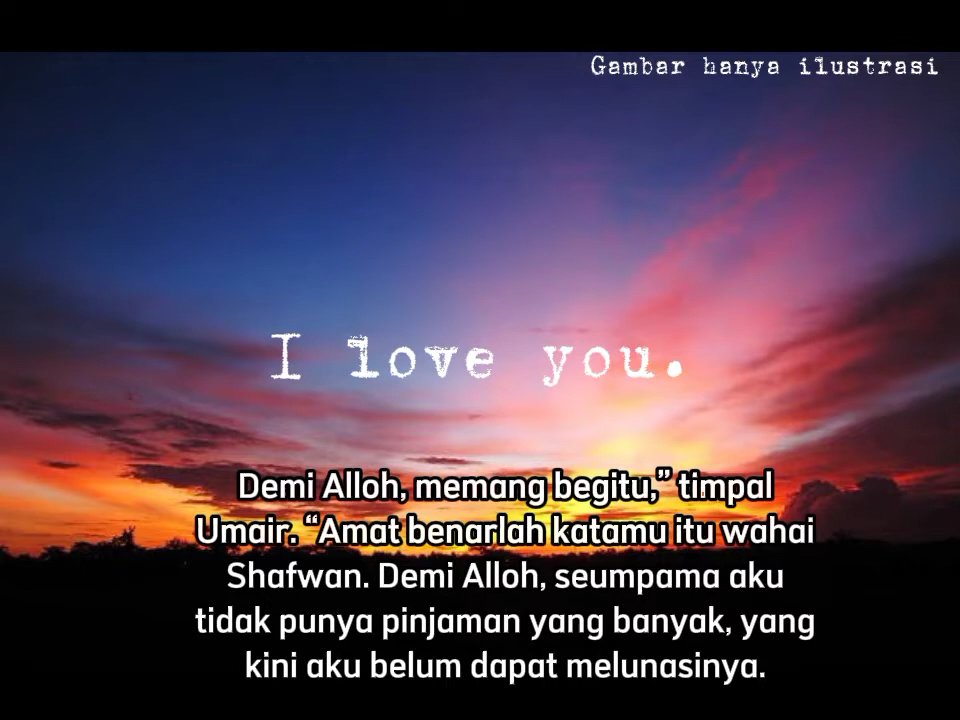 Gambar hanya ilustrasi
I love you.
Demi Alloh, memang begitu,” timpal
Umair. “Amat benarlah katamu itu wahai
Shafwan. Demi Alloh, seumpama aku
tidak punya pinjaman yang banyak, yang
kini aku belum dapat melunasinya.